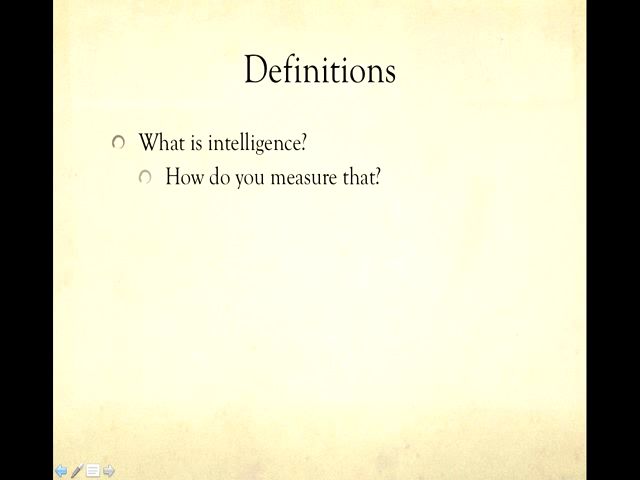 Definitions
What is intelligence?
How do you measure that?